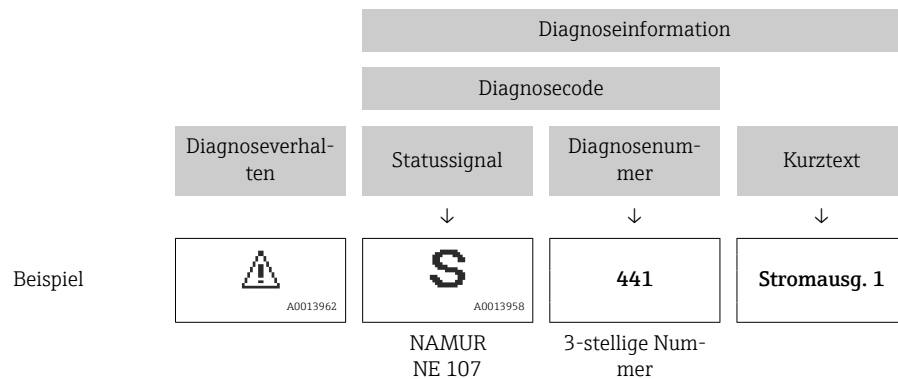 Diagnoseinformation
Diagnosecode
Diagnoseverhal-
ten
Statussignal
Diagnosenum-
mer
Kurztext
↓ ↓ ↓
Beispiel
A0013962
S
A0013958
441
Stromausg. 1
NAMUR
NE 107
3-stellige Num-
mer